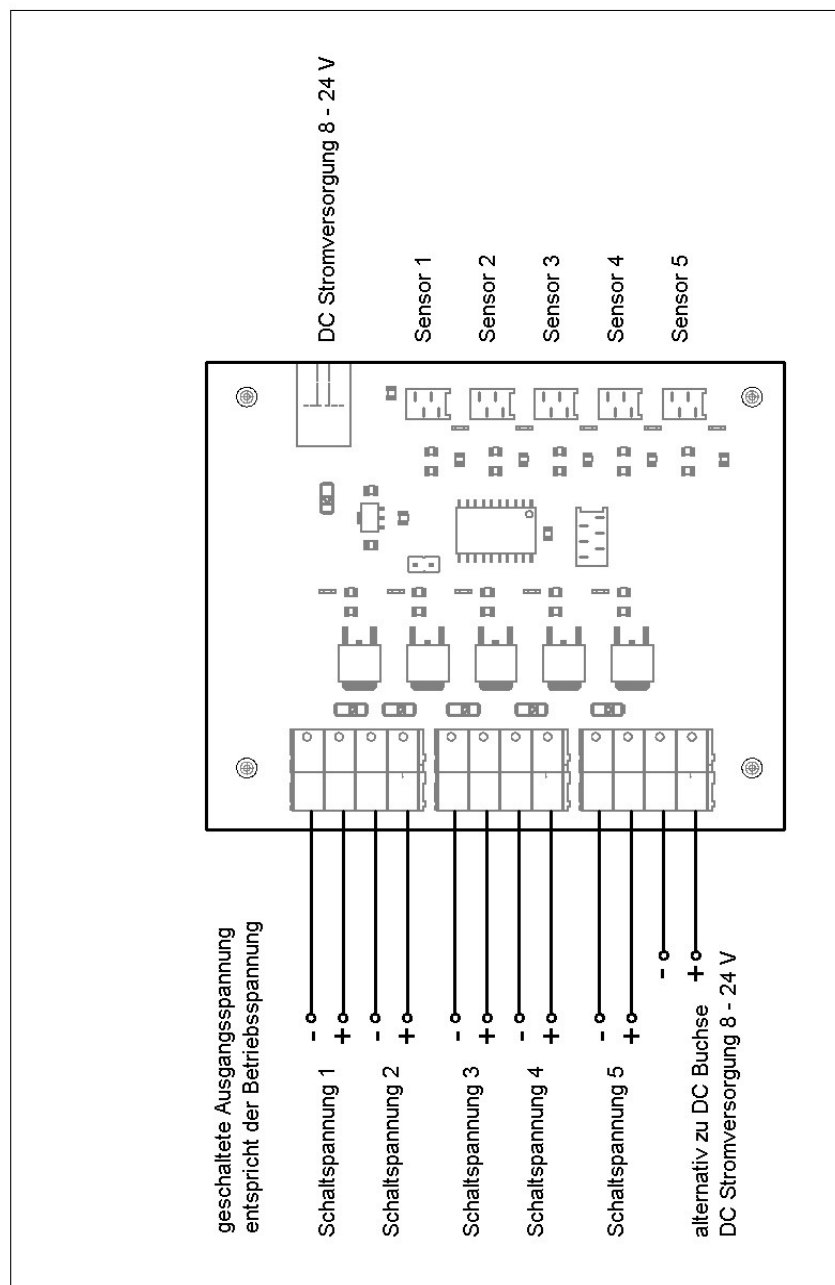 DC Stromversorgung 8 - 24 V
Sensor 1
Sensor 2
Sensor 3
Sensor 4
Sensor 5
geschaltete Ausgangsspannung
entspricht der Betriebsspannung
Schaltspannung 1
- +
Schaltspannung 2
- +
Schaltspannung 3
- +
Schaltspannung 4
- +
Schaltspannung 5
- +
alternativ zu DC Buchse
DC Stromversorgung 8 - 24 V
- +